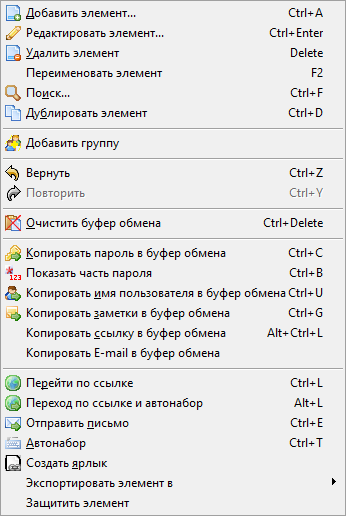 Добавить элемент... Ctrl+A
Редактировать элемент... Ctrl+Enter
Удалить элемент Delete
Переименовать элемент F2
Поиск... Ctrl+F
Дублировать элемент Ctrl+D
Добавить группу
Вернуть Ctrl+Z
Повторить Ctrl+Y
Очистить буфер обмена Ctrl+Delete
Копировать пароль в буфер обмена Ctrl+C
123 Показать часть пароля Ctrl+B
Копировать имя пользователя в буфер обмена Ctrl+U
Копировать заметки в буфер обмена Ctrl+G
Копировать ссылку в буфер обмена Alt+Ctrl+L
Копировать E-mail в буфер обмена
Перейти по ссылке Ctrl+L
Переход по ссылке и автонабор Alt+L
Отправить письмо Ctrl+E
Автонабор Ctrl+T
Создать ярлык
Экспортировать элемент в
Защитить элемент